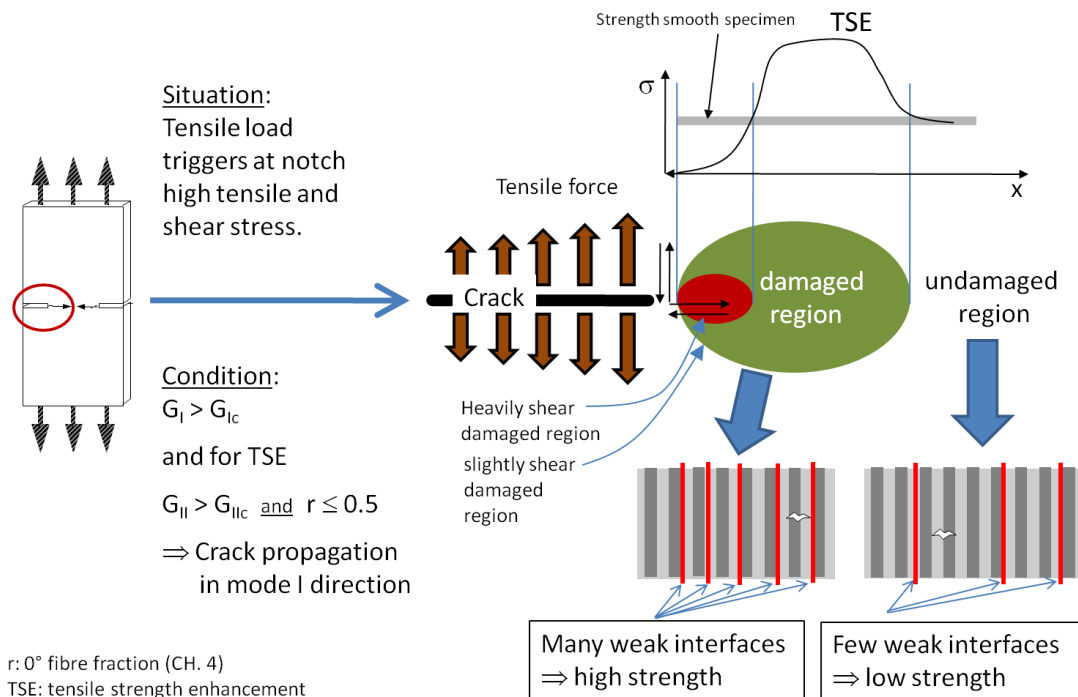 Strength smooth specimen
TSE
σ
x
Situation:
Tensile load
triggers at notch
high tensile and
shear stress.
Tensile force
Crack
damaged
region
undamaged
region
Condition:
G_I > G_Ic
and for TSE
G_II > G_IIc and r ≤ 0.5
⇒ Crack propagation
in mode I direction
Heavily shear
damaged region
slightly shear
damaged
region
Many weak interfaces
⇒ high strength
Few weak interfaces
⇒ low strength
r: 0° fibre fraction (CH. 4)
TSE: tensile strength enhancement